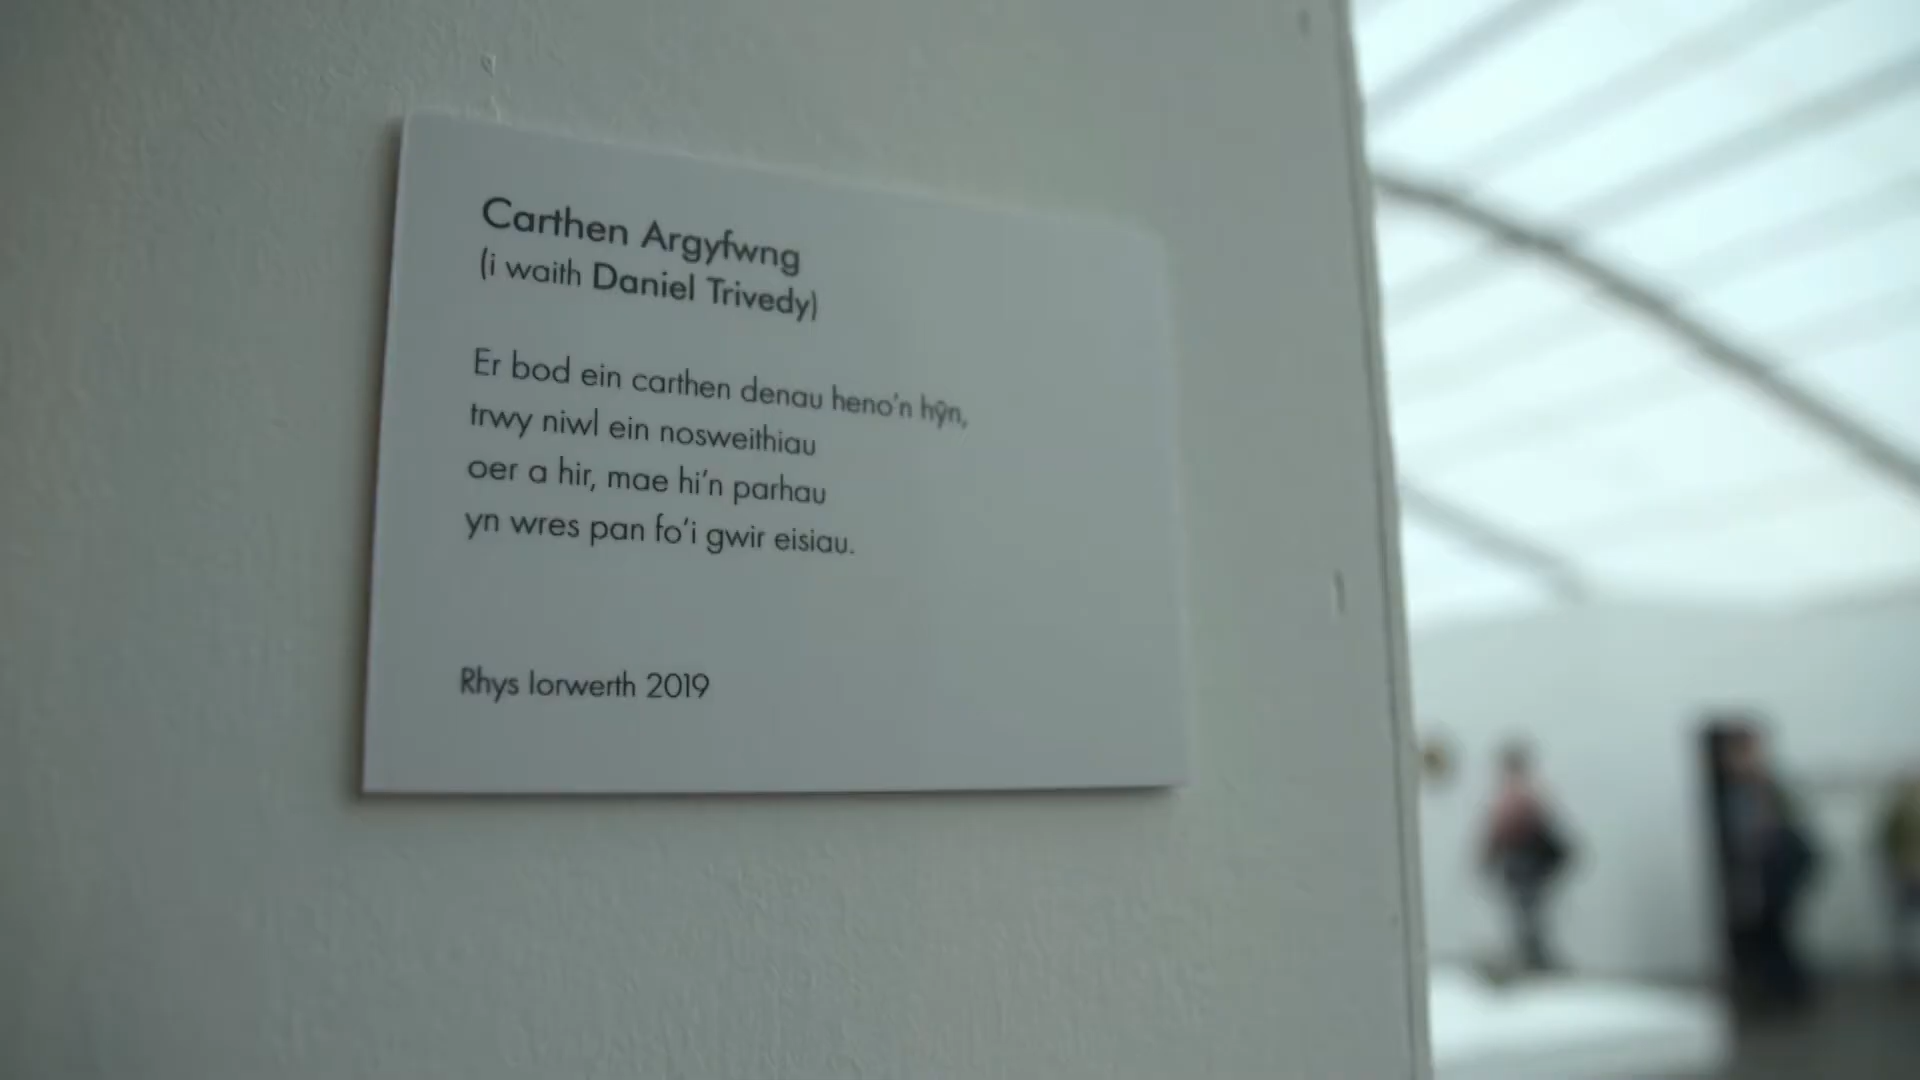 Carthen Argyfwng
(i waith Daniel Trivedy)
Er bod ein carthen denau heno'n hŷn,
trwy niwl ein nosweithiau
oer a hir, mae hi'n parhau
yn wres pan fo'i gwir eisiau.
Rhys Iorwerth 2019